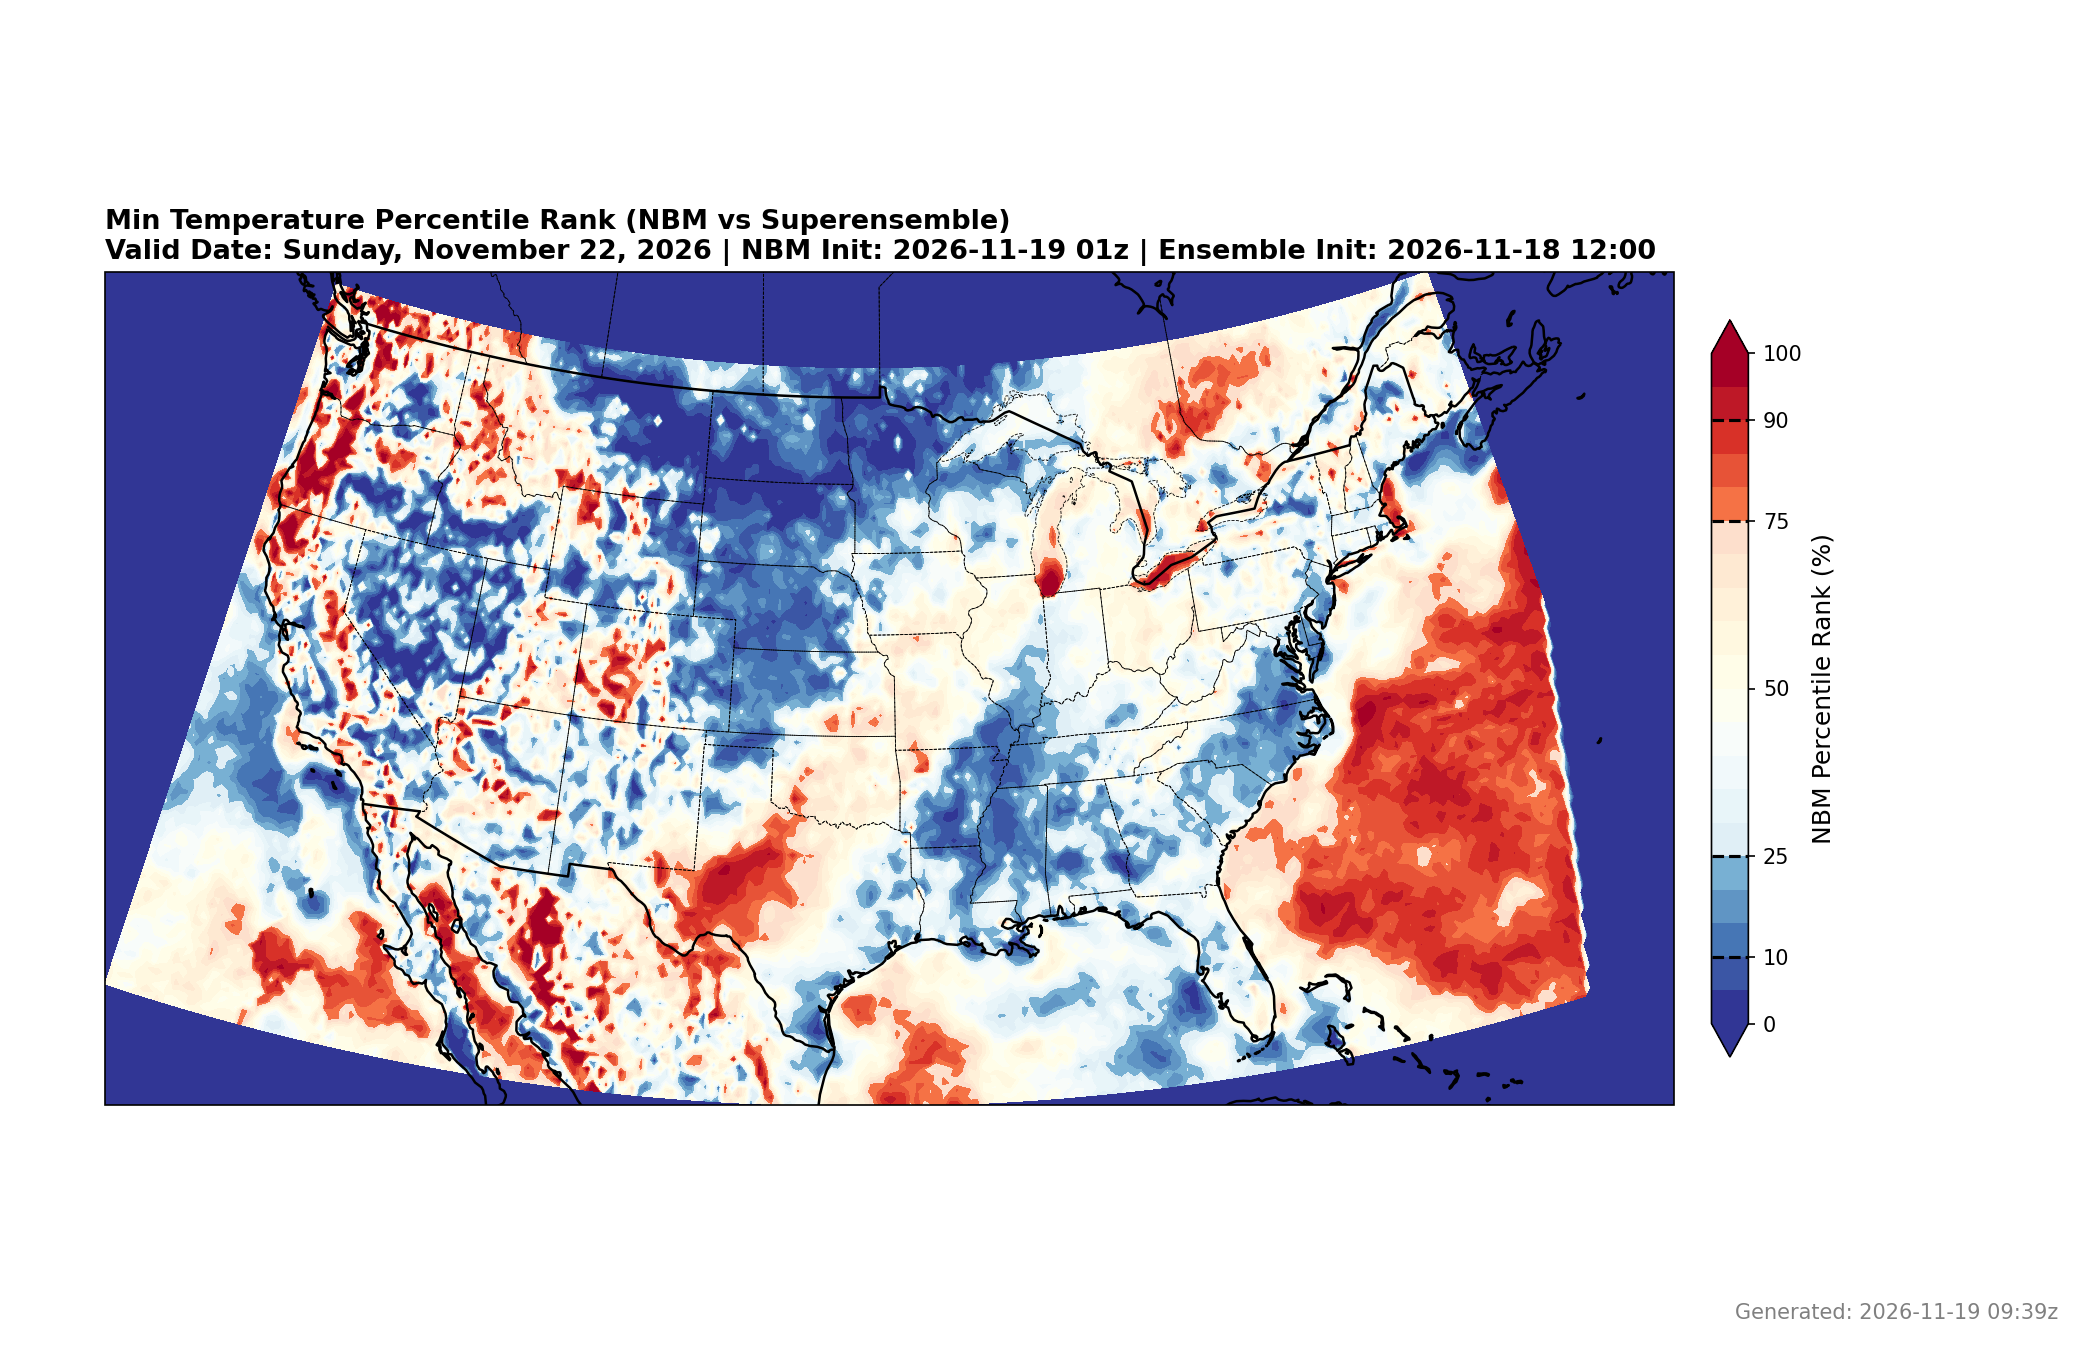 Min Temperature Percentile Rank (NBM vs Superensemble)
Valid Date: Sunday, November 22, 2026 | NBM Init: 2026-11-19 01z | Ensemble Init: 2026-11-18 12:00
100
90
75
50
25
10
0
NBM Percentile Rank (%)
Generated: 2026-11-19 09:39z